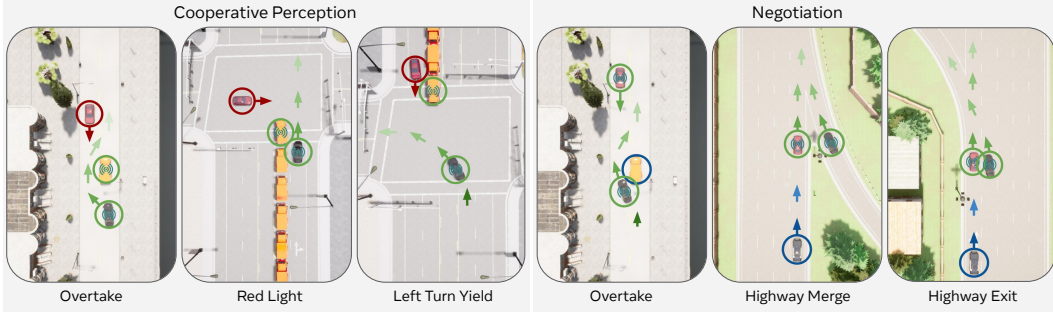 Cooperative Perception
Negotiation
Overtake
Red Light
Left Turn Yield
Overtake
Highway Merge
Highway Exit